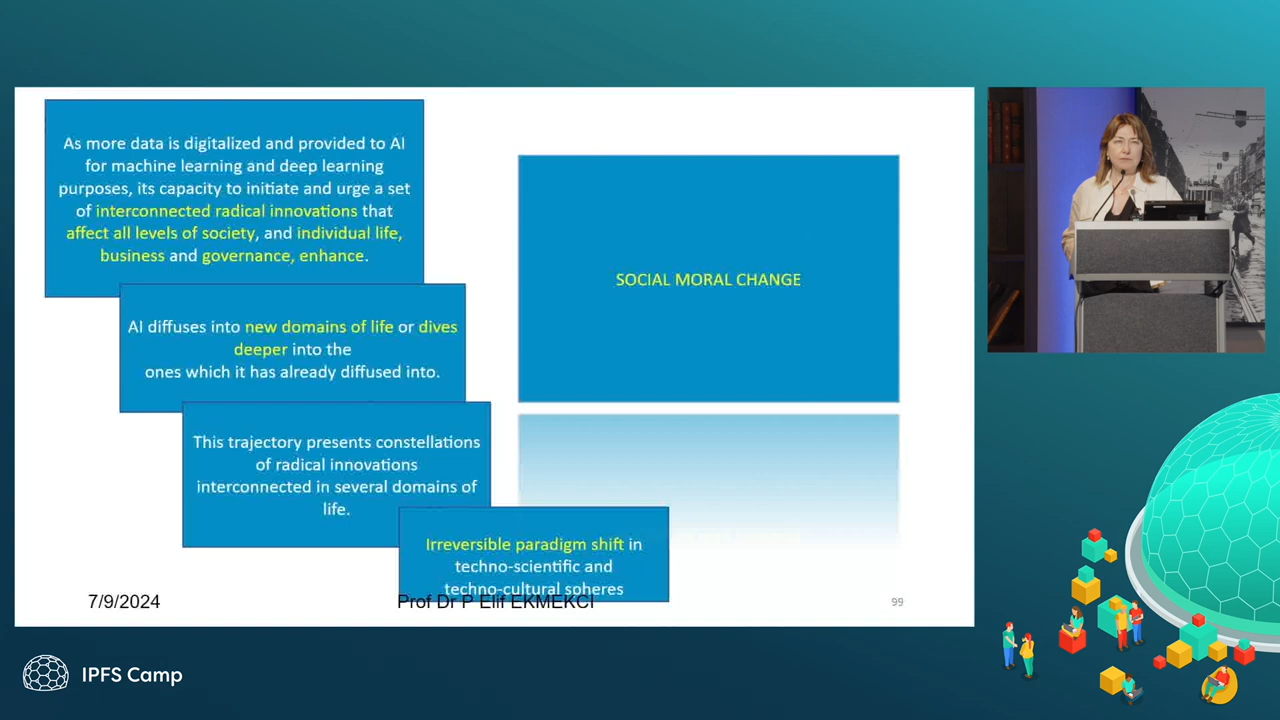 As more data is digitalized and provided to AI
for machine learning and deep learning
purposes, its capacity to initiate and urge a set
of interconnected radical innovations that
affect all levels of society, and individual life,
business and governance, enhance.
AI diffuses into new domains of life or dives
deeper into the
ones which it has already diffused into.
This trajectory presents constellations
of radical innovations
interconnected in several domains of
life.
Irreversible paradigm shift in
techno-scientific and
techno-cultural spheres
SOCIAL MORAL CHANGE
7/9/2024
Prof Dr P Elif EKMEKCI
99
IPFS Camp